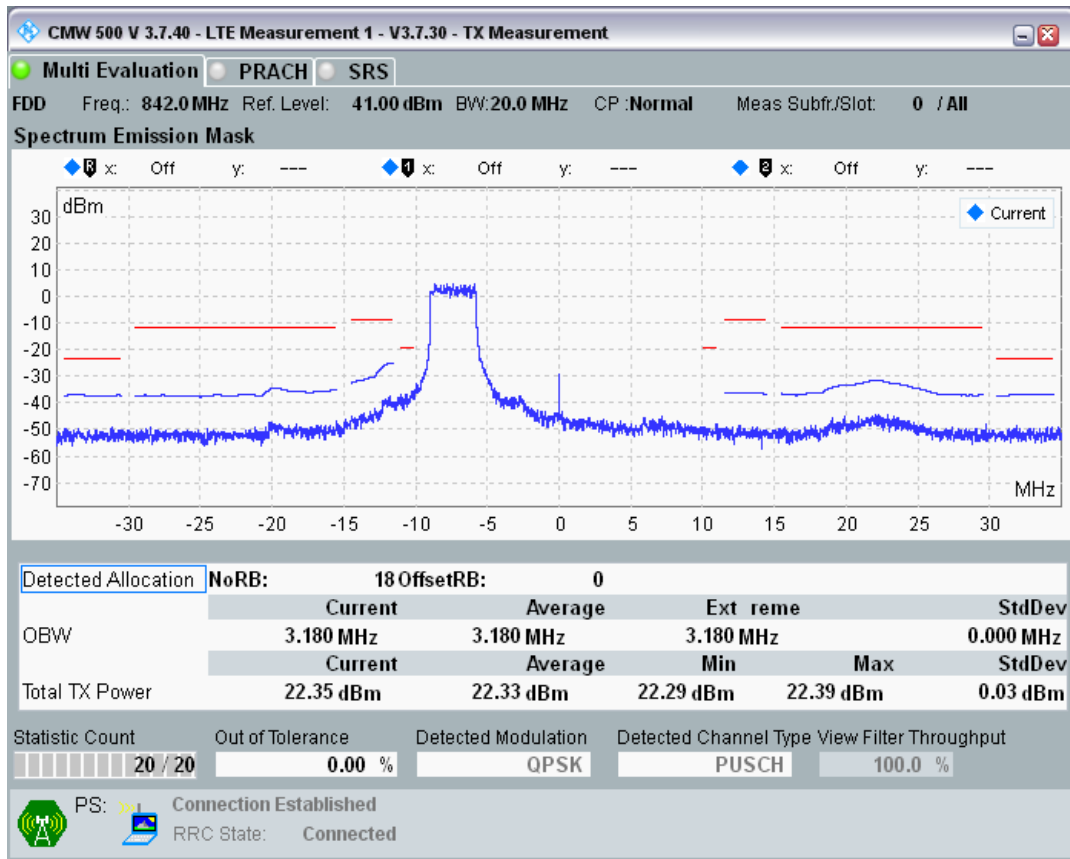 CMW 500 V 3.7.40 - LTE Measurement 1 - V3.7.30 - TX Measurement
Multi Evaluation PRACH SRS
FDD Freq.: 842.0 MHz Ref. Level: 41.00 dBm BW:20.0 MHz CP :Normal Meas Subfr./Slot: 0 / All
Spectrum Emission Mask
R x: Off y: --- 1 x: Off y: --- 2 x: Off y: ---
dBm
Current
30
20
10
0
-10
-20
-30
-40
-50
-60
-70
MHz
-30 -25 -20 -15 -10 -5 0 5 10 15 20 25 30
Detected Allocation NoRB: 18 OffsetRB: 0
Current Average Ext reme StdDev
OBW 3.180 MHz 3.180 MHz 3.180 MHz 0.000 MHz
Current Average Min Max StdDev
Total TX Power 22.35 dBm 22.33 dBm 22.29 dBm 22.39 dBm 0.03 dBm
Statistic Count Out of Tolerance Detected Modulation Detected Channel Type View Filter Throughput
20 / 20 0.00 % QPSK PUSCH 100.0 %
PS: Connection Established
RRC State: Connected